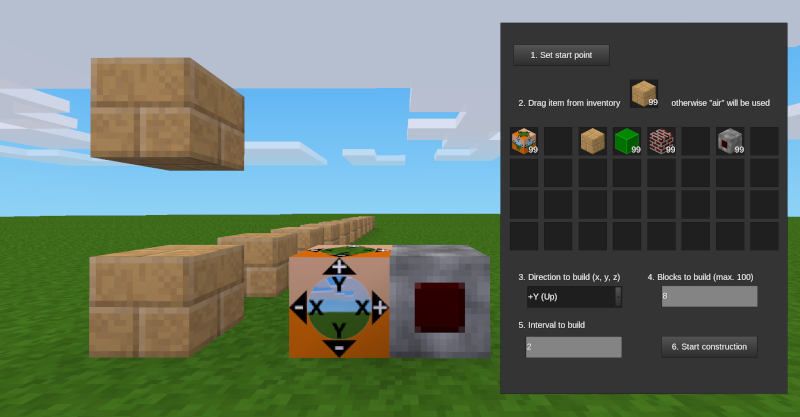 1. Set start point
2. Drag item from inventory
99
otherwise "air" will be used
99
99
99
99
3. Direction to build (x, y, z)
4. Blocks to build (max. 100)
+Y (Up)
8
5. Interval to build
2
6. Start construction
+
Y
- X X +
Y
-